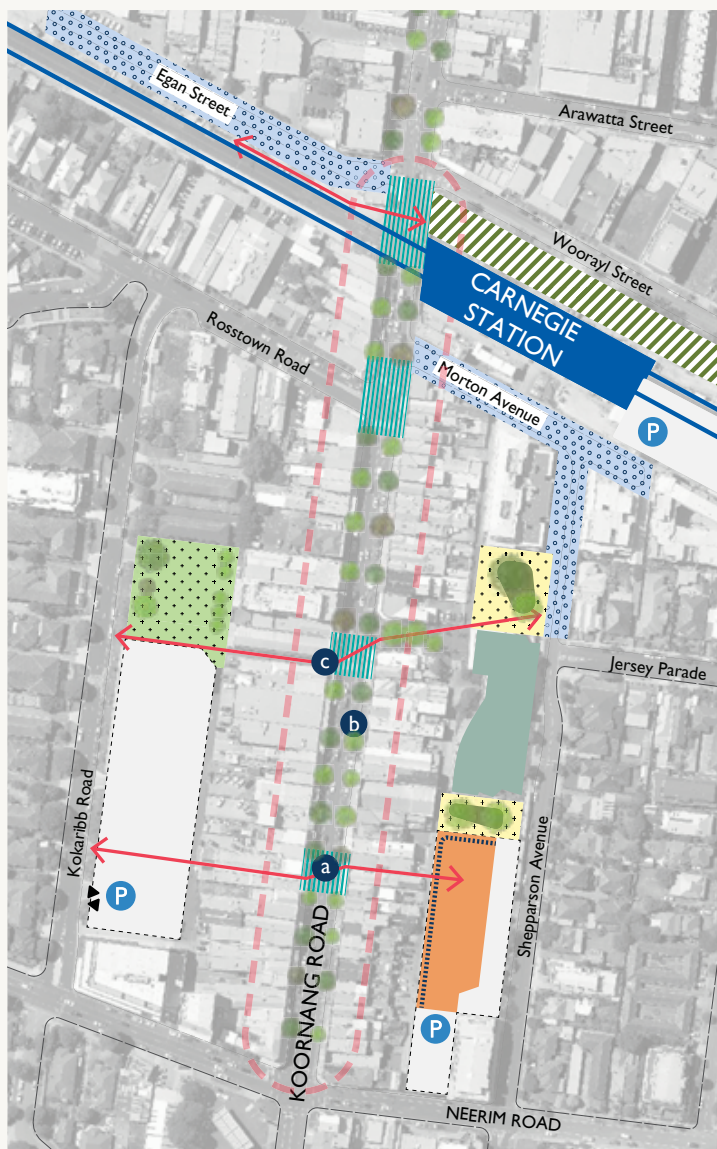 Egan Street
Arawatta Street
Woorayl Street
CARNEGIE
STATION
Rosstown Road
Morton Avenue
P
c
Jersey Parade
b
Kokaribb Road
Shepparson Avenue
a
P
KOORNANG ROAD
P
NEERIM ROAD